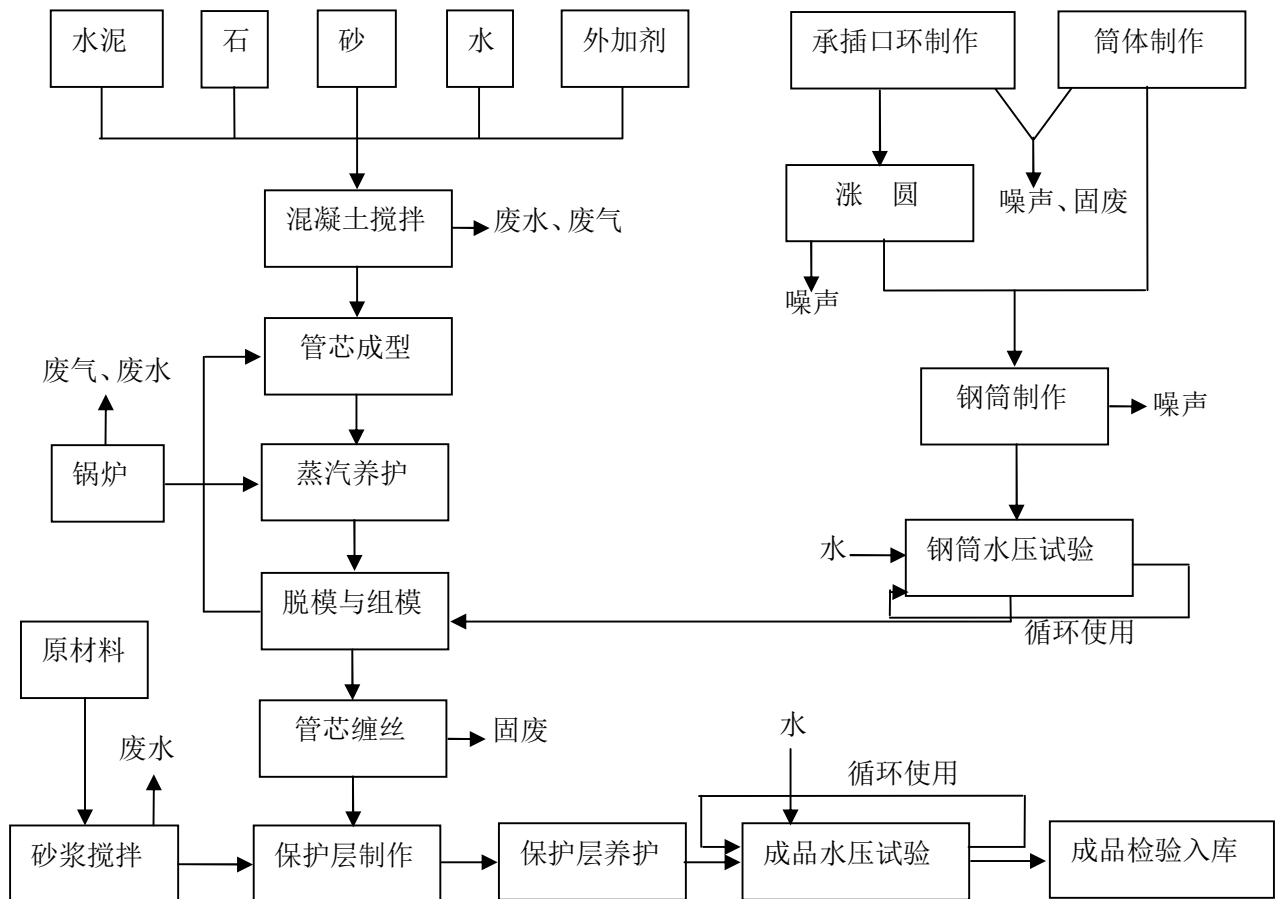 水泥
石
砂
水
外加剂
承插口环制作
筒体制作
涨 圆
噪声、固废
混凝土搅拌
废水、废气
噪声
管芯成型
废气、废水
钢筒制作
噪声
锅炉
蒸汽养护
水
钢筒水压试验
脱模与组模
循环使用
原材料
管芯缠丝
固废
水
废水
循环使用
砂浆搅拌
保护层制作
保护层养护
成品水压试验
成品检验入库